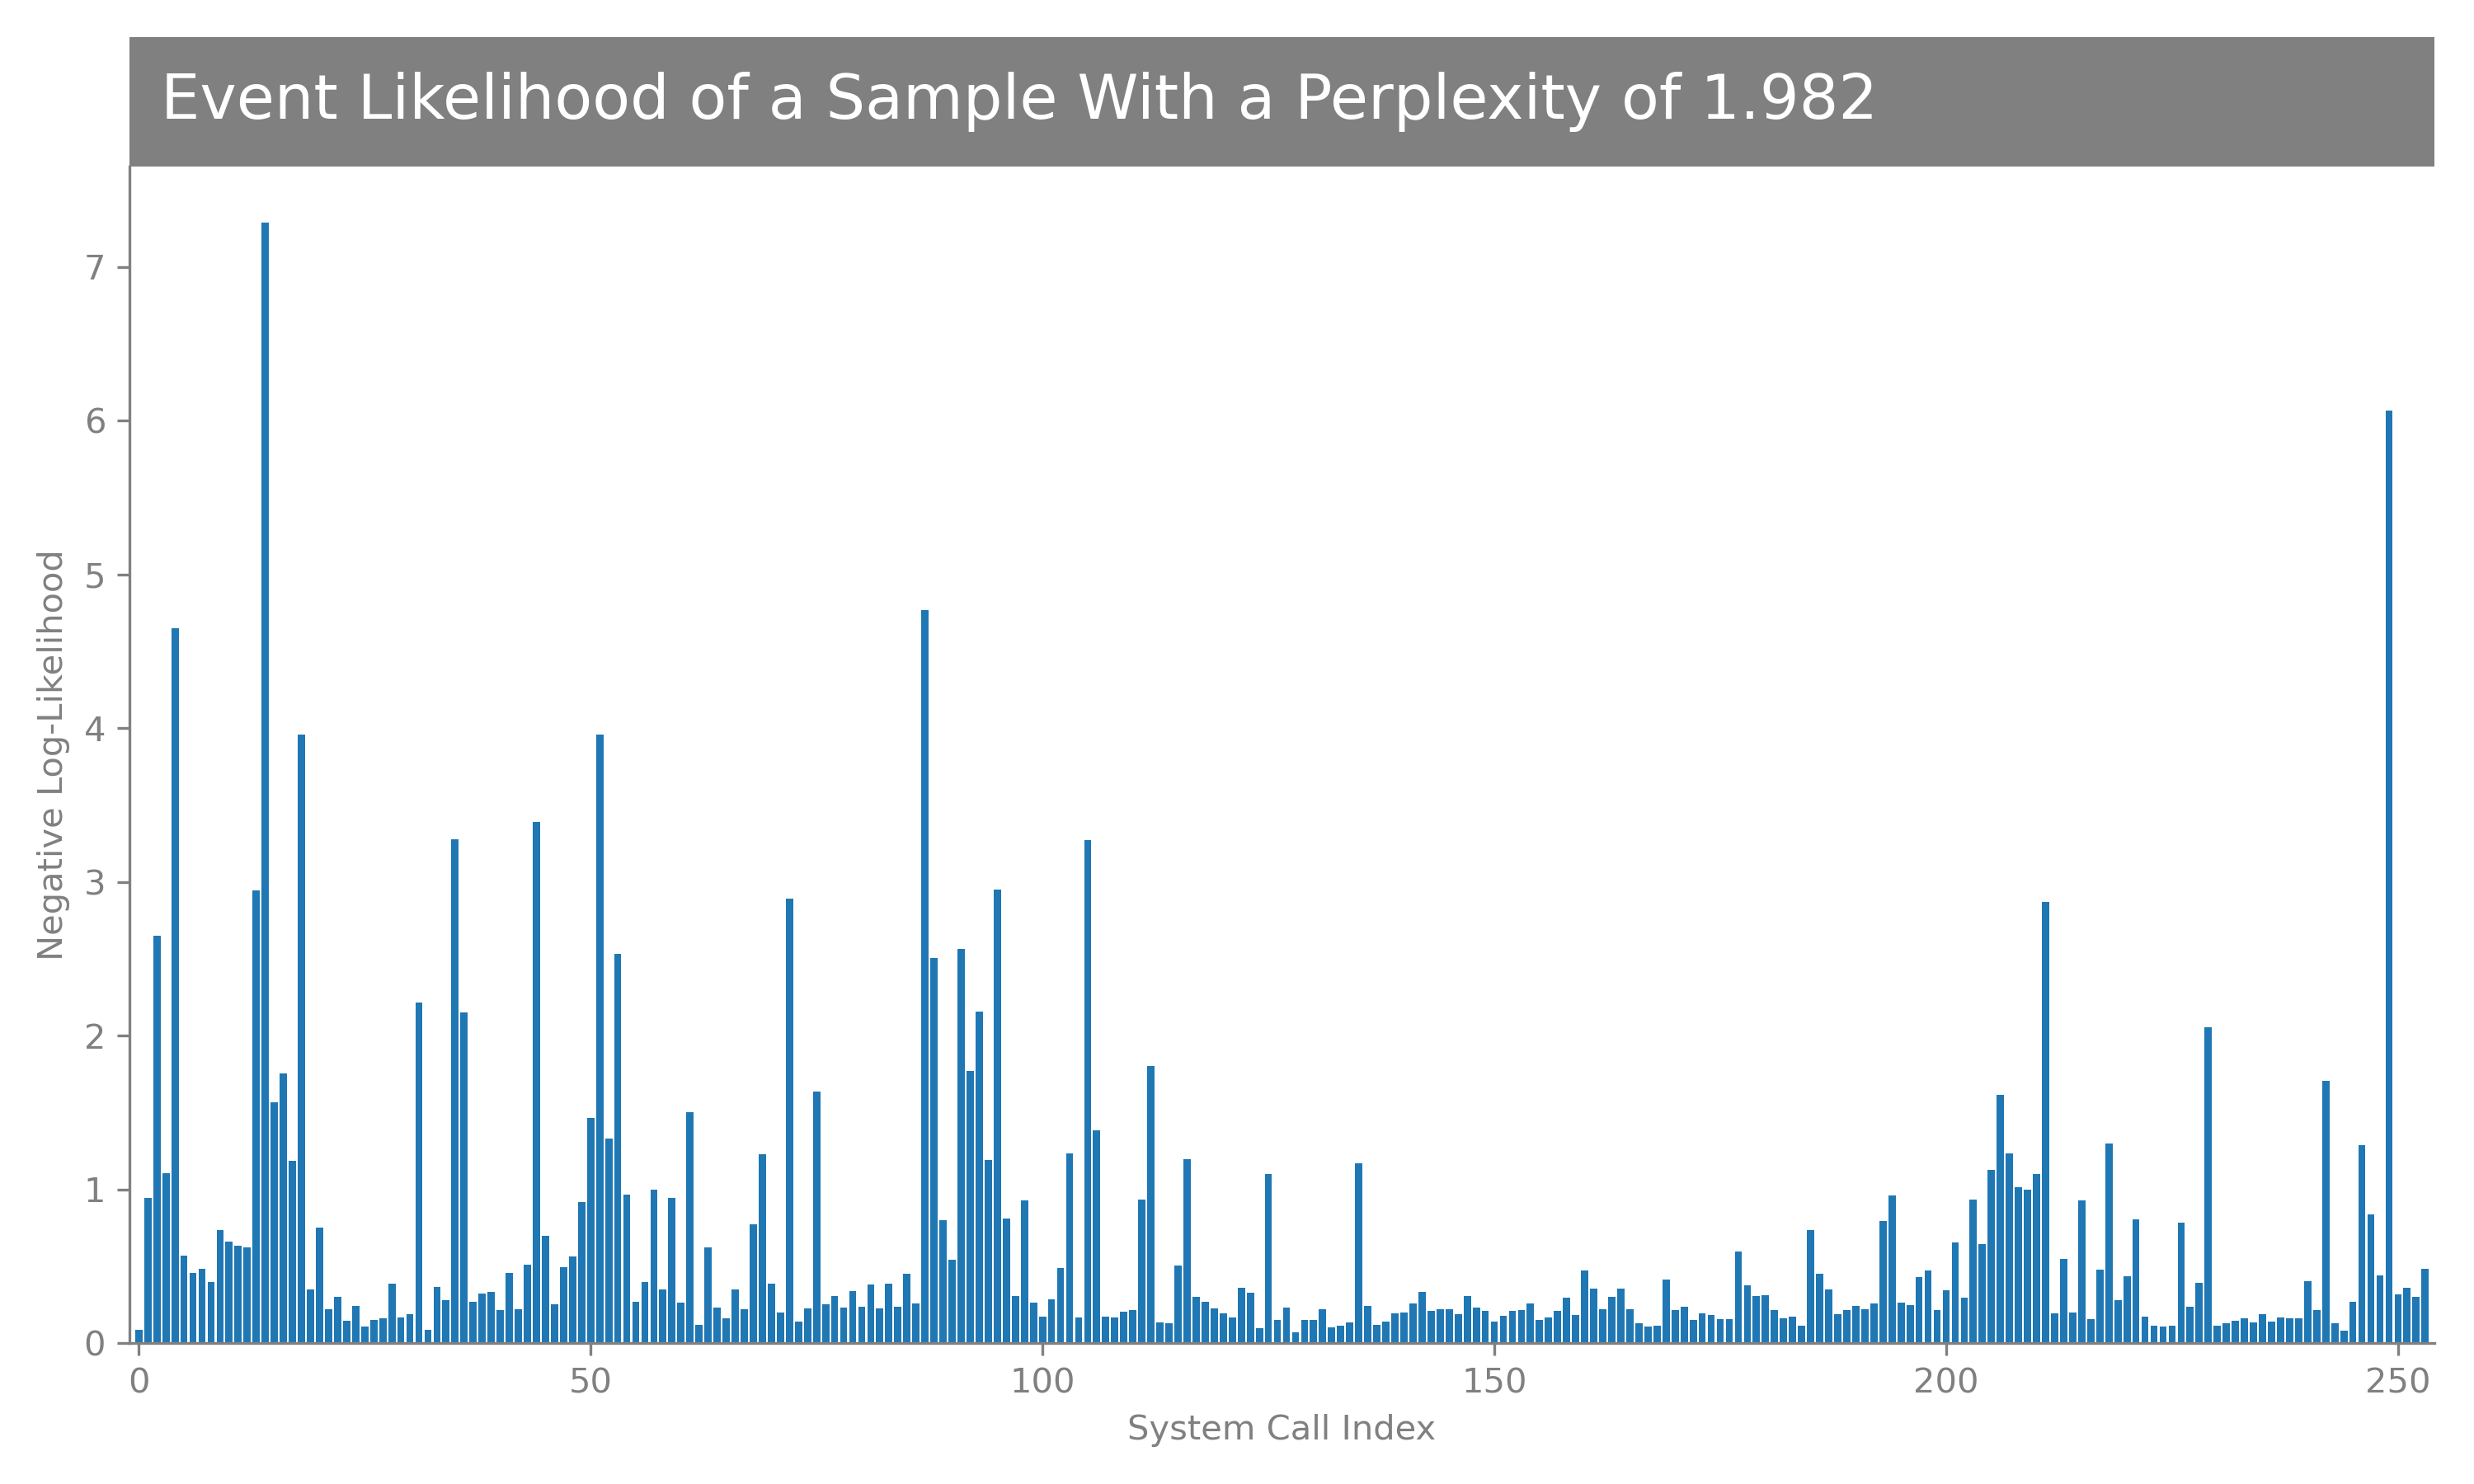 Event Likelihood of a Sample With a Perplexity of 1.982
Negative Log-Likelihood
7
6
5
4
3
2
1
0
0 50 100 150 200 250
System Call Index